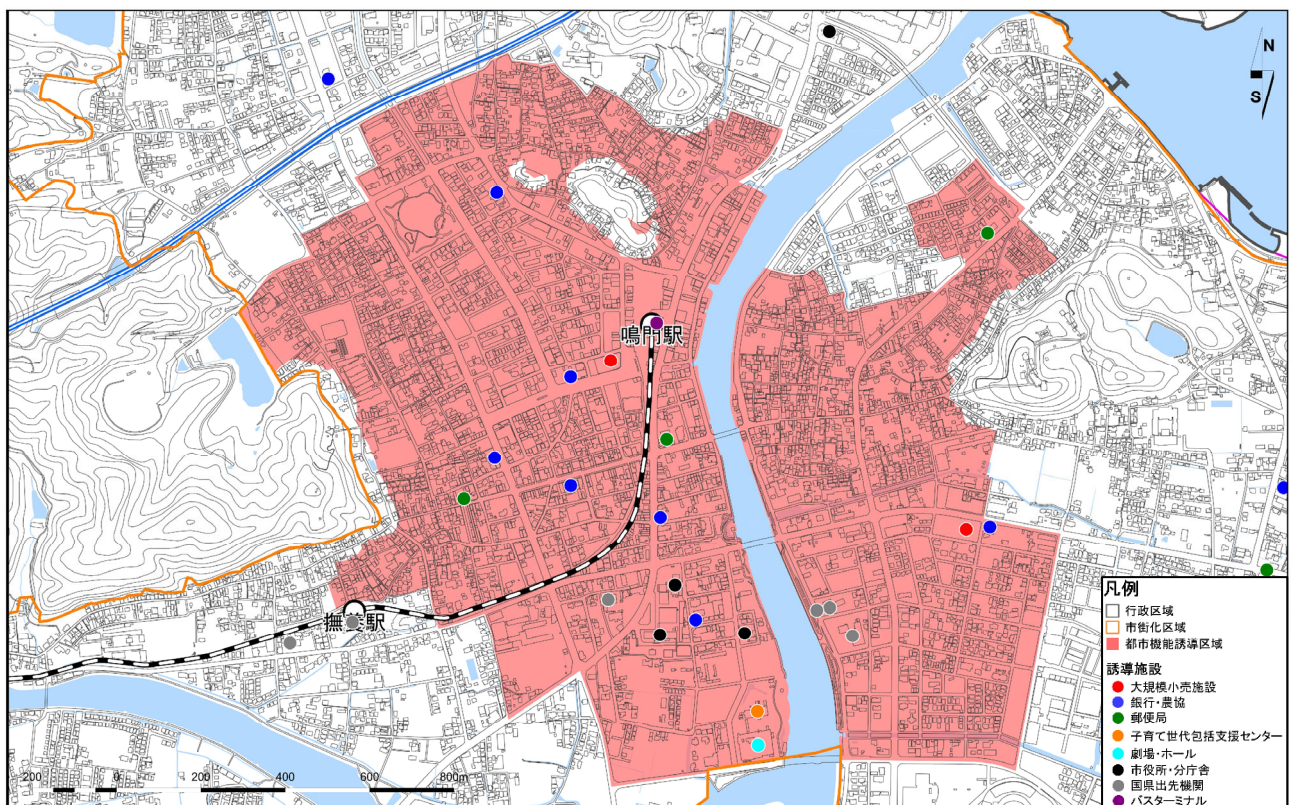 N
S
鳴門駅
撫養駅
200 0 200 400 600 800m
凡例
行政区域
市街化区域
都市機能誘導区域
誘導施設
大規模小売施設
銀行・農協
郵便局
子育て世代包括支援センター
劇場・ホール
市役所・分庁舎
国県出先機関
バスターミナル